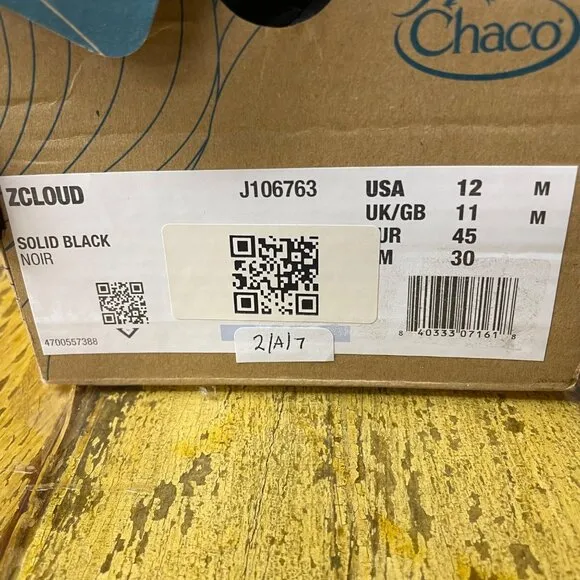 Chaco
ZCLOUD
J106763
USA 12 M
UK/GB 11 M
UR 45
M 30
SOLID BLACK
NOIR
4700557388
8 40333 07161 8
2/A/7